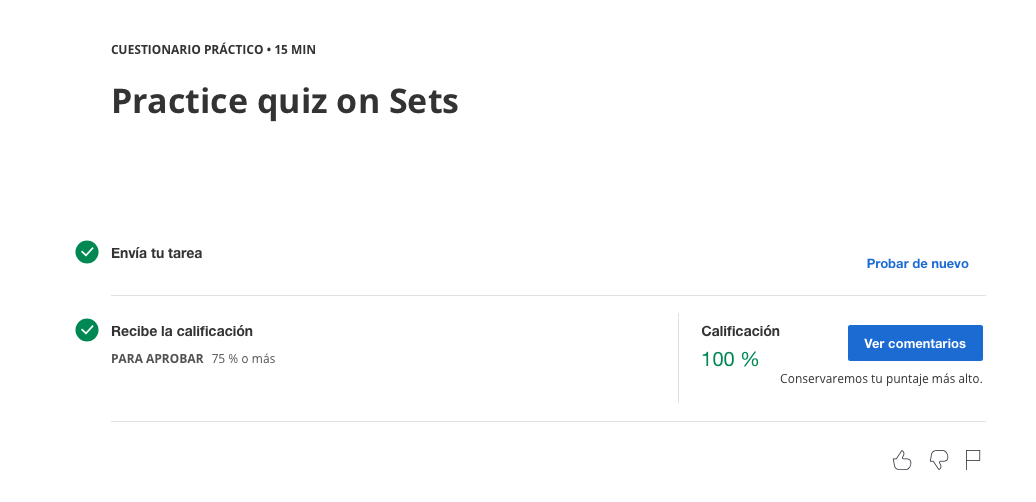 CUESTIONARIO PRÁCTICO • 15 MIN
Practice quiz on Sets
Envía tu tarea
Probar de nuevo
Recibe la calificación
PARA APROBAR 75 % o más
Calificación
100 %
Ver comentarios
Conservaremos tu puntaje más alto.